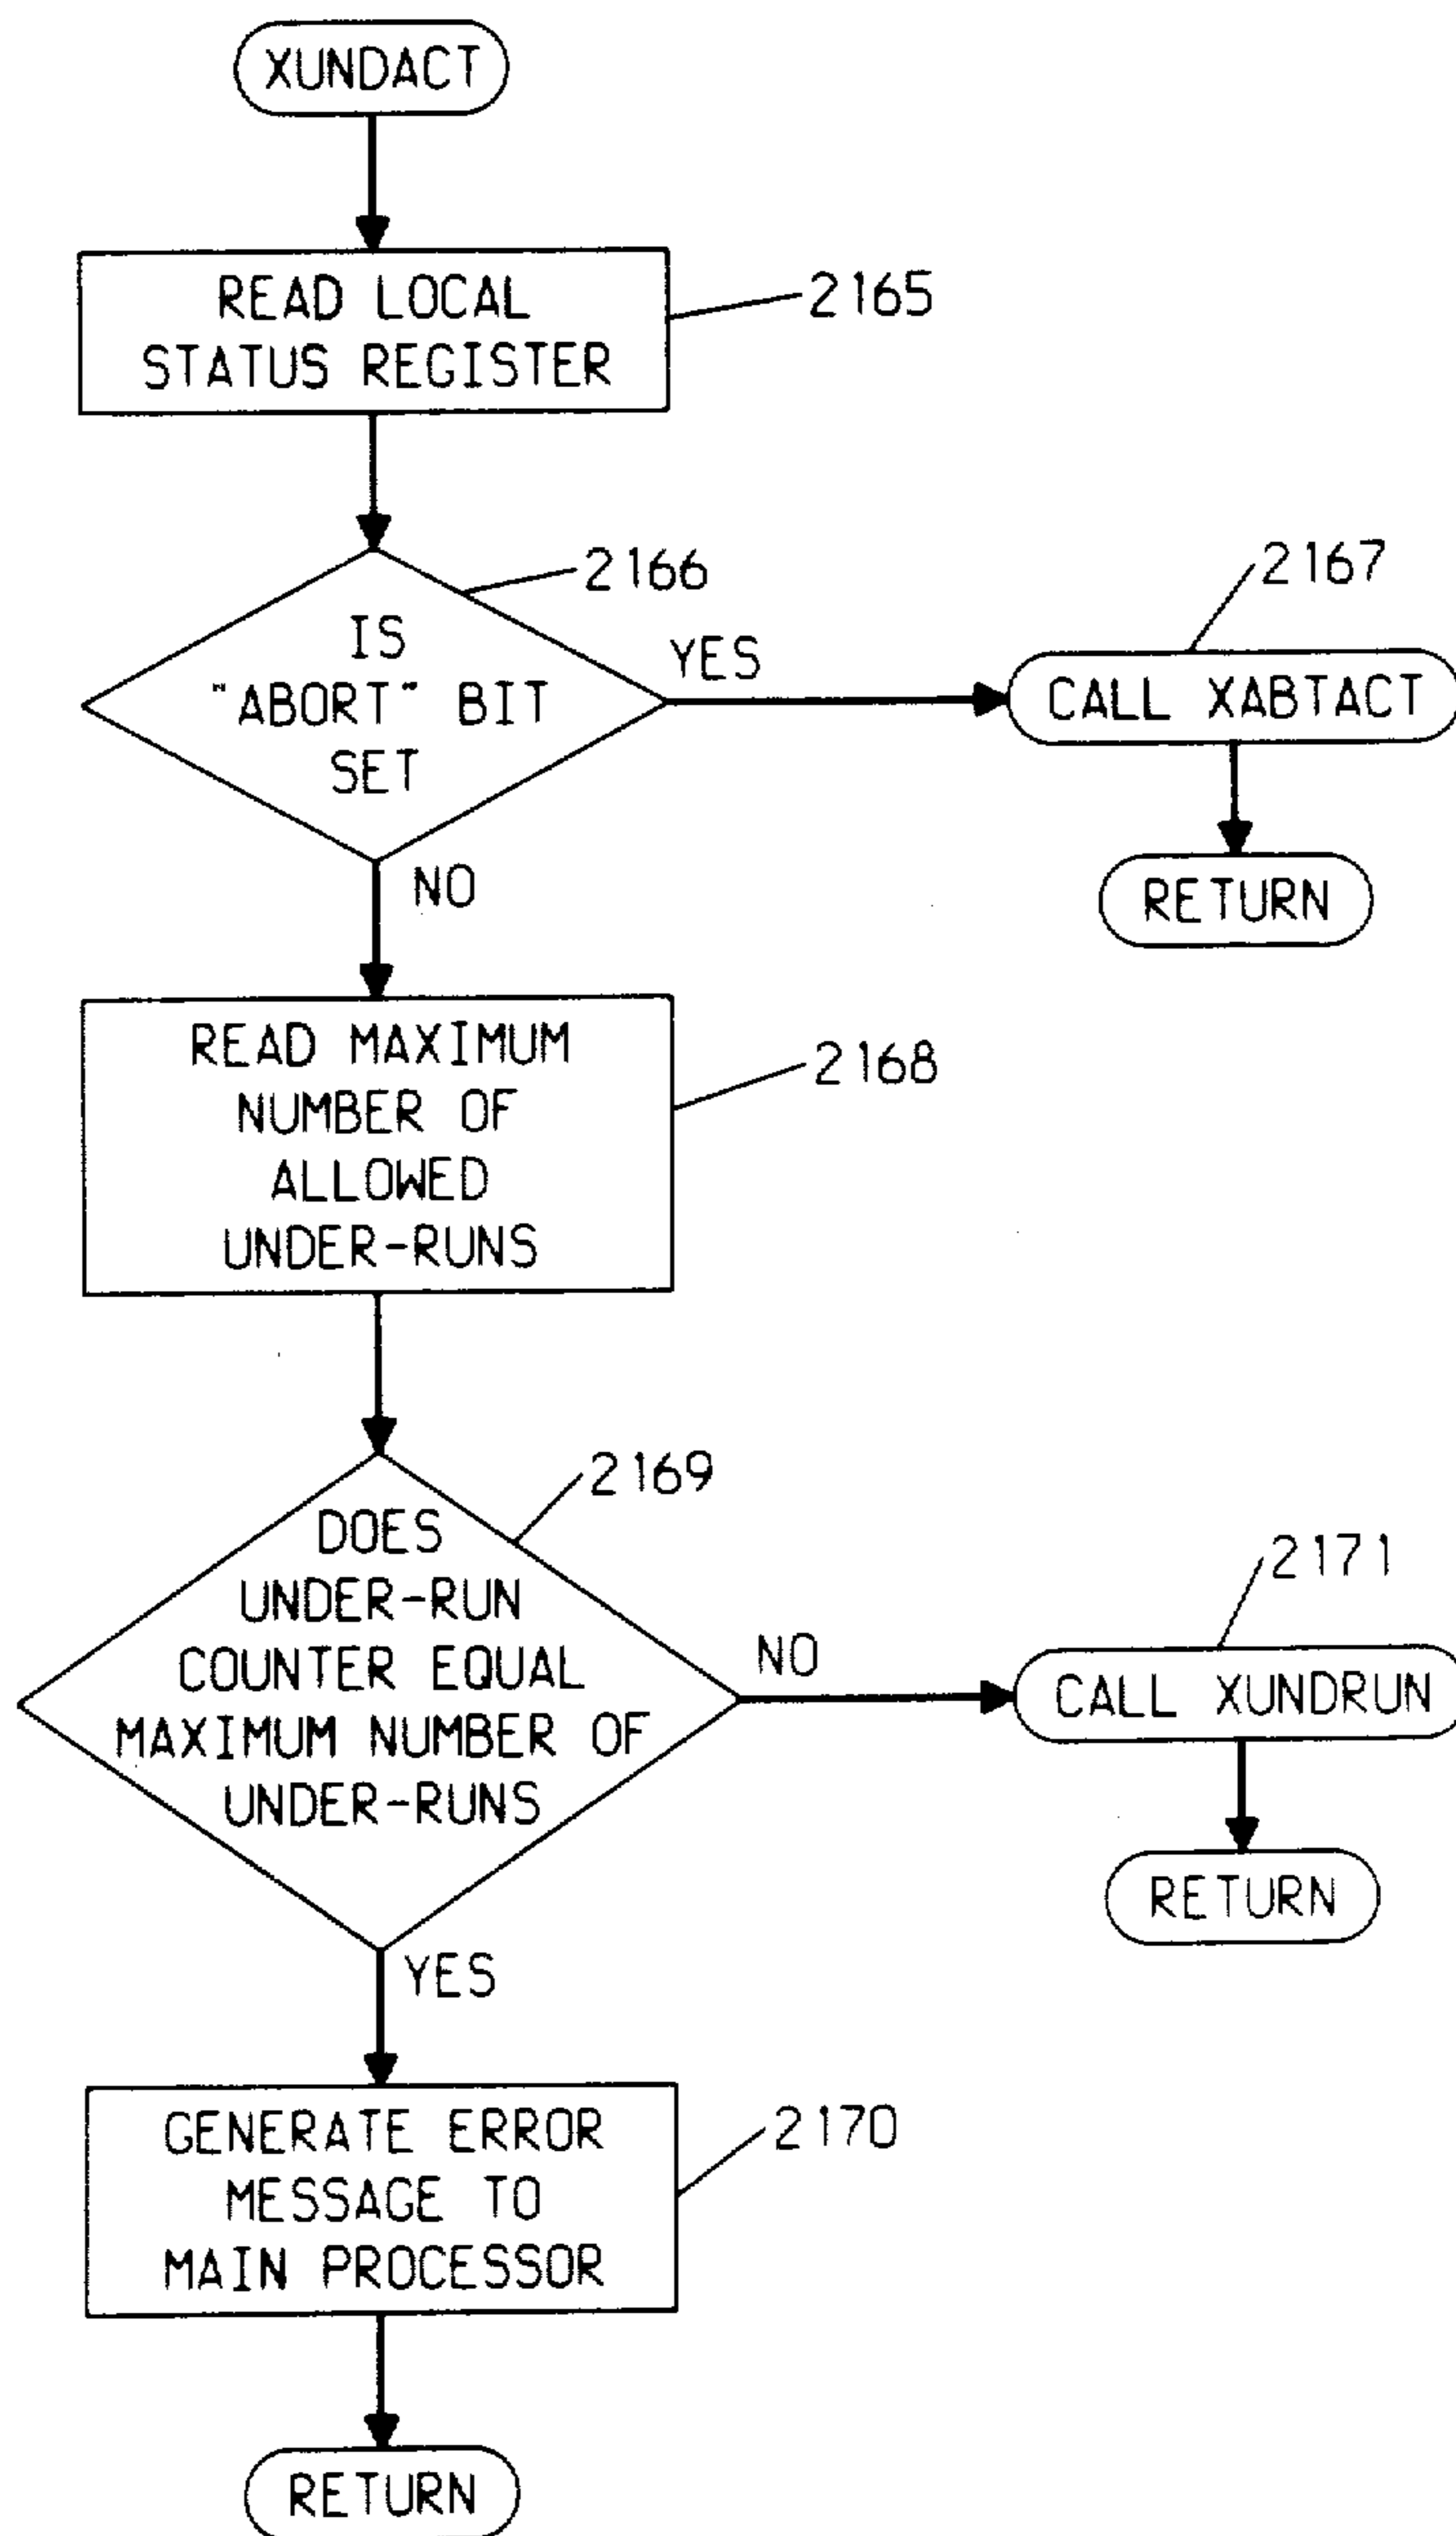 XUNDACT
READ LOCAL
STATUS REGISTER
2165
2166
IS
"ABORT" BIT
SET
YES
2167
CALL XABTACT
RETURN
NO
READ MAXIMUM
NUMBER OF
ALLOWED
UNDER-RUNS
2168
2169
DOES
UNDER-RUN
COUNTER EQUAL
MAXIMUM NUMBER OF
UNDER-RUNS
NO
2171
CALL XUNDRUN
RETURN
YES
GENERATE ERROR
MESSAGE TO
MAIN PROCESSOR
2170
RETURN